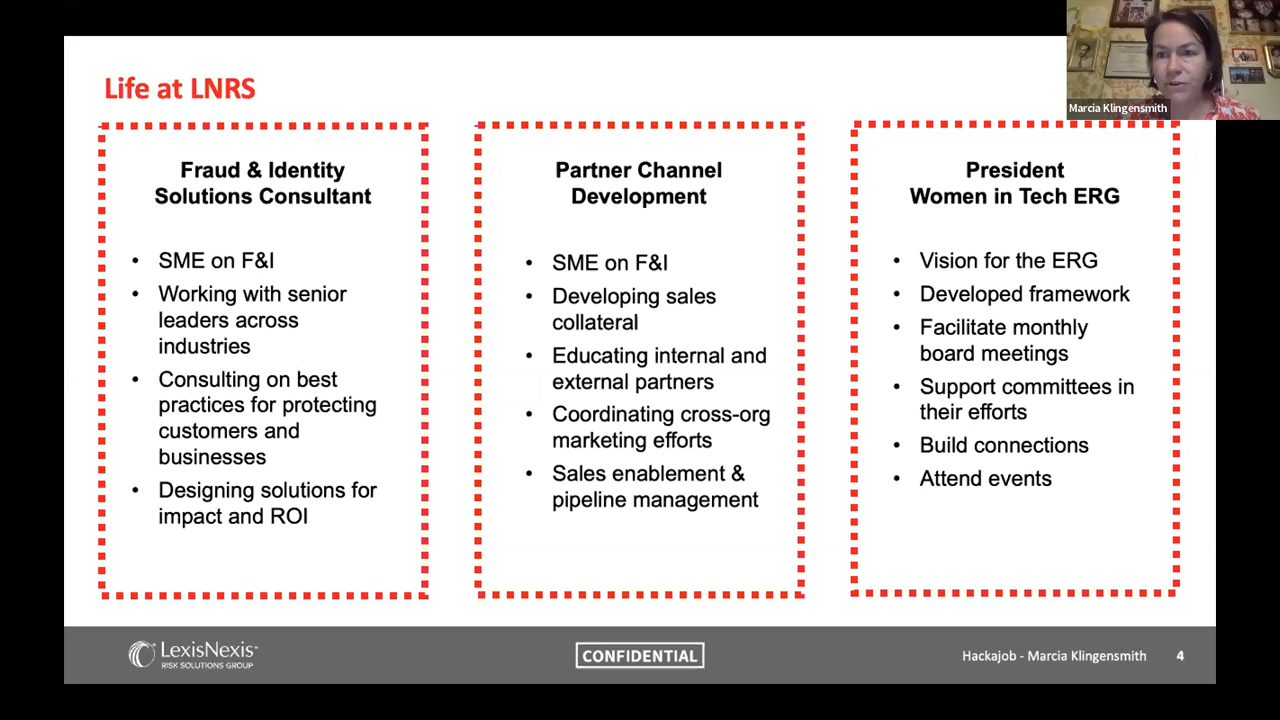 Life at LNRS
Marcia Klingensmith
Fraud & Identity
Solutions Consultant
• SME on F&I
• Working with senior
leaders across
industries
• Consulting on best
practices for protecting
customers and
businesses
• Designing solutions for
impact and ROI
Partner Channel
Development
• SME on F&I
• Developing sales
collateral
• Educating internal and
external partners
• Coordinating cross-org
marketing efforts
• Sales enablement &
pipeline management
President
Women in Tech ERG
• Vision for the ERG
• Developed framework
• Facilitate monthly
board meetings
• Support committees in
their efforts
• Build connections
• Attend events
LexisNexis
RISK SOLUTIONS GROUP
CONFIDENTIAL
Hackajob - Marcia Klingensmith 4